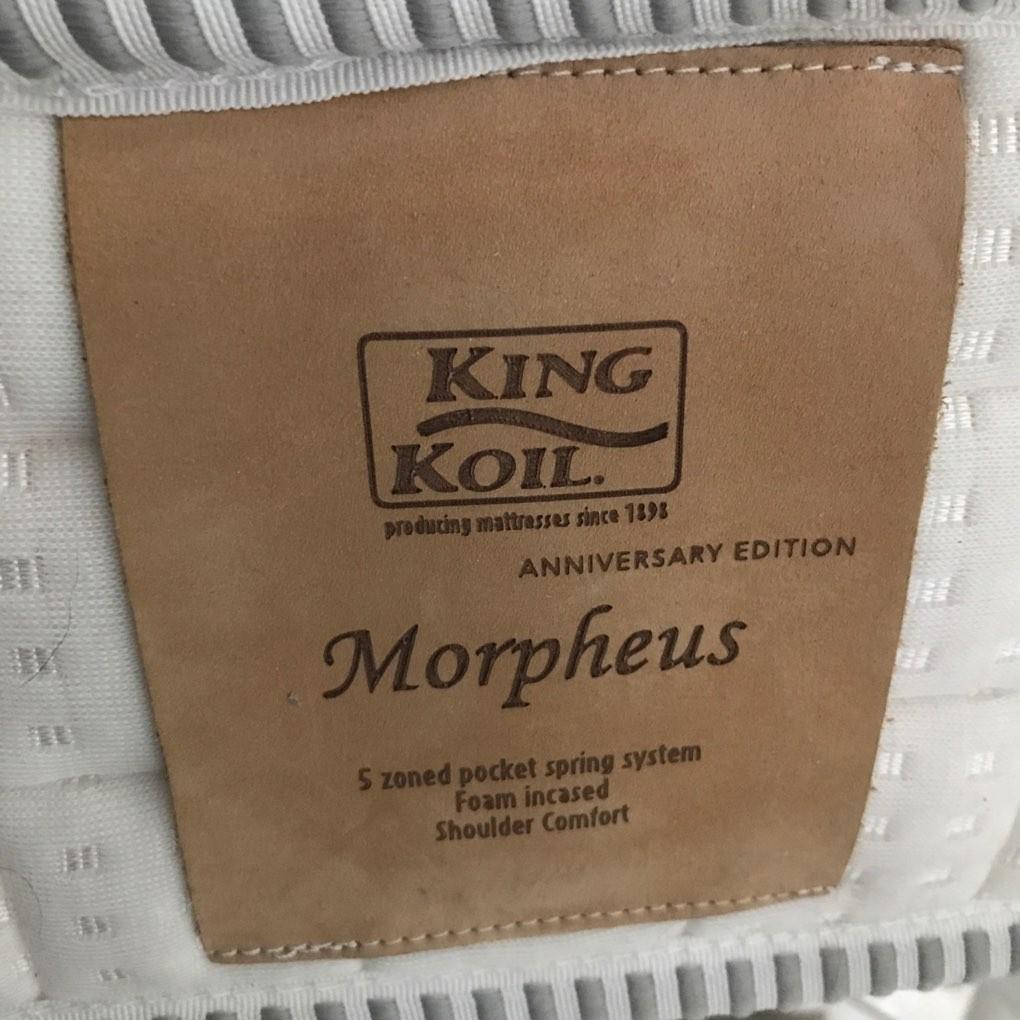 KING
KOIL.
producing mattresses since 1898
ANNIVERSARY EDITION
Morpheus
5 zoned pocket spring system
Foam incased
Shoulder Comfort